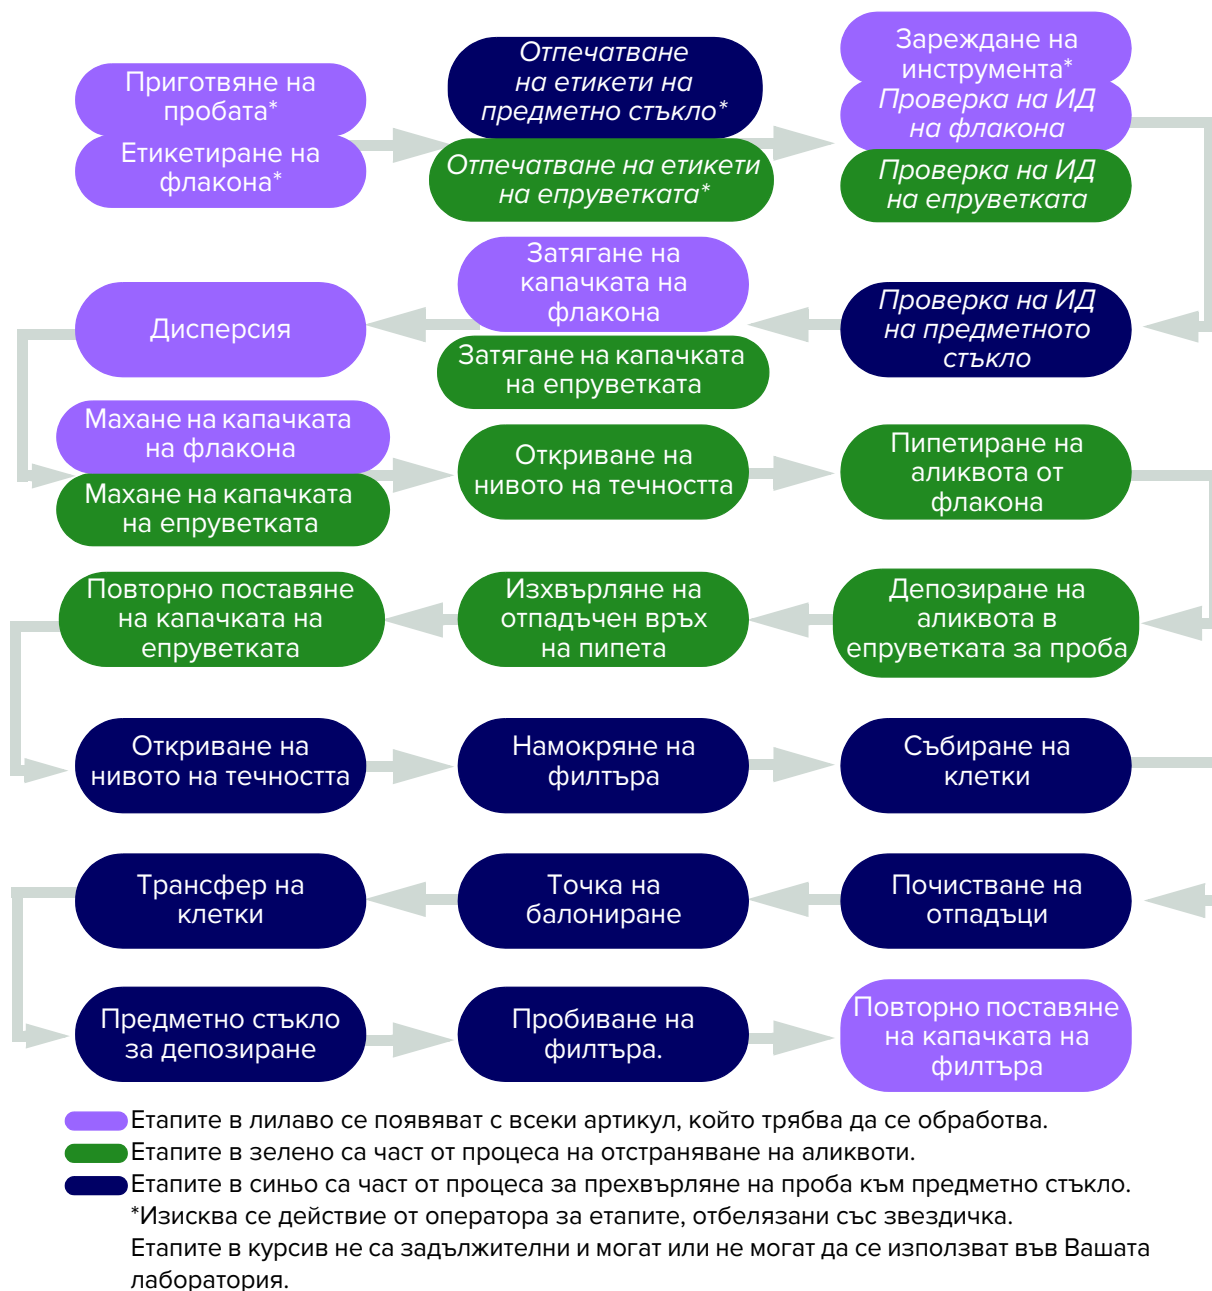 Приготвяне на
пробата*
Етикетиране на
флакона*
Отпечатване
на етикети на
предметно стъкло*
Отпечатване на етикети
на епруветката*
Зареждане на
инструмента*
Проверка на ИД
на флакона
Проверка на ИД
на епруветката
Проверка на ИД
на предметното
стъкло
Затягане на
капачката на
флакона
Затягане на капачката
на епруветката
Дисперсия
Махане на капачката
на флакона
Махане на капачката
на епруветката
Откриване на
нивото на течността
Пипетиране на
аликвота от
флакона
Депозиране на
аликвота в
епруветката за проба
Изхвърляне на
отпадъчен връх
на пипета
Повторно поставяне
на капачката на
епруветката
Откриване на
нивото на течността
Намокряне на
филтъра
Събиране на
клетки
Почистване на
отпадъци
Точка на
балониране
Трансфер на
клетки
Предметно стъкло
за депозиране
Пробиване на
филтъра.
Повторно поставяне
на капачката на
филтъра
Етапите в лилаво се появяват с всеки артикул, който трябва да се обработва.
Етапите в зелено са част от процеса на отстраняване на аликвоти.
Етапите в синьо са част от процеса за прехвърляне на проба към предметно стъкло.
*Изисква се действие от оператора за етапите, отбелязани със звездичка.
Етапите в курсив не са задължителни и могат или не могат да се използват във Вашата
лаборатория.